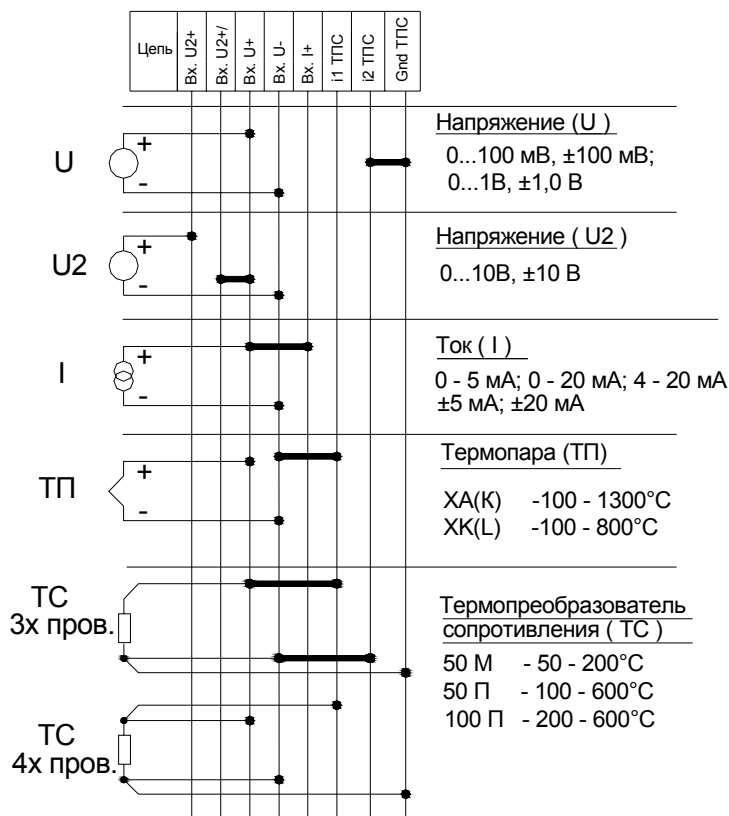 Цепь
Вх. U2+
Вх. U2+/
Вх. U+
Вх. U-
Вх. I+
i1 ТПС
i2 ТПС
Gnd ТПС
U
+
-
Напряжение (U )
0...100 мВ, ±100 мВ;
0...1В, ±1,0 В
U2
+
-
Напряжение ( U2 )
0...10В, ±10 В
I
+
-
Ток ( I )
0 - 5 мА; 0 - 20 мА; 4 - 20 мА
±5 мА; ±20 мА
ТП
+
-
Термопара (ТП)
ХА(К) -100 - 1300°C
ХК(L) -100 - 800°C
ТС
3х пров.
Термопреобразователь
сопротивления ( ТС )
50 М - 50 - 200°C
50 П - 100 - 600°C
100 П - 200 - 600°C
ТС
4х пров.